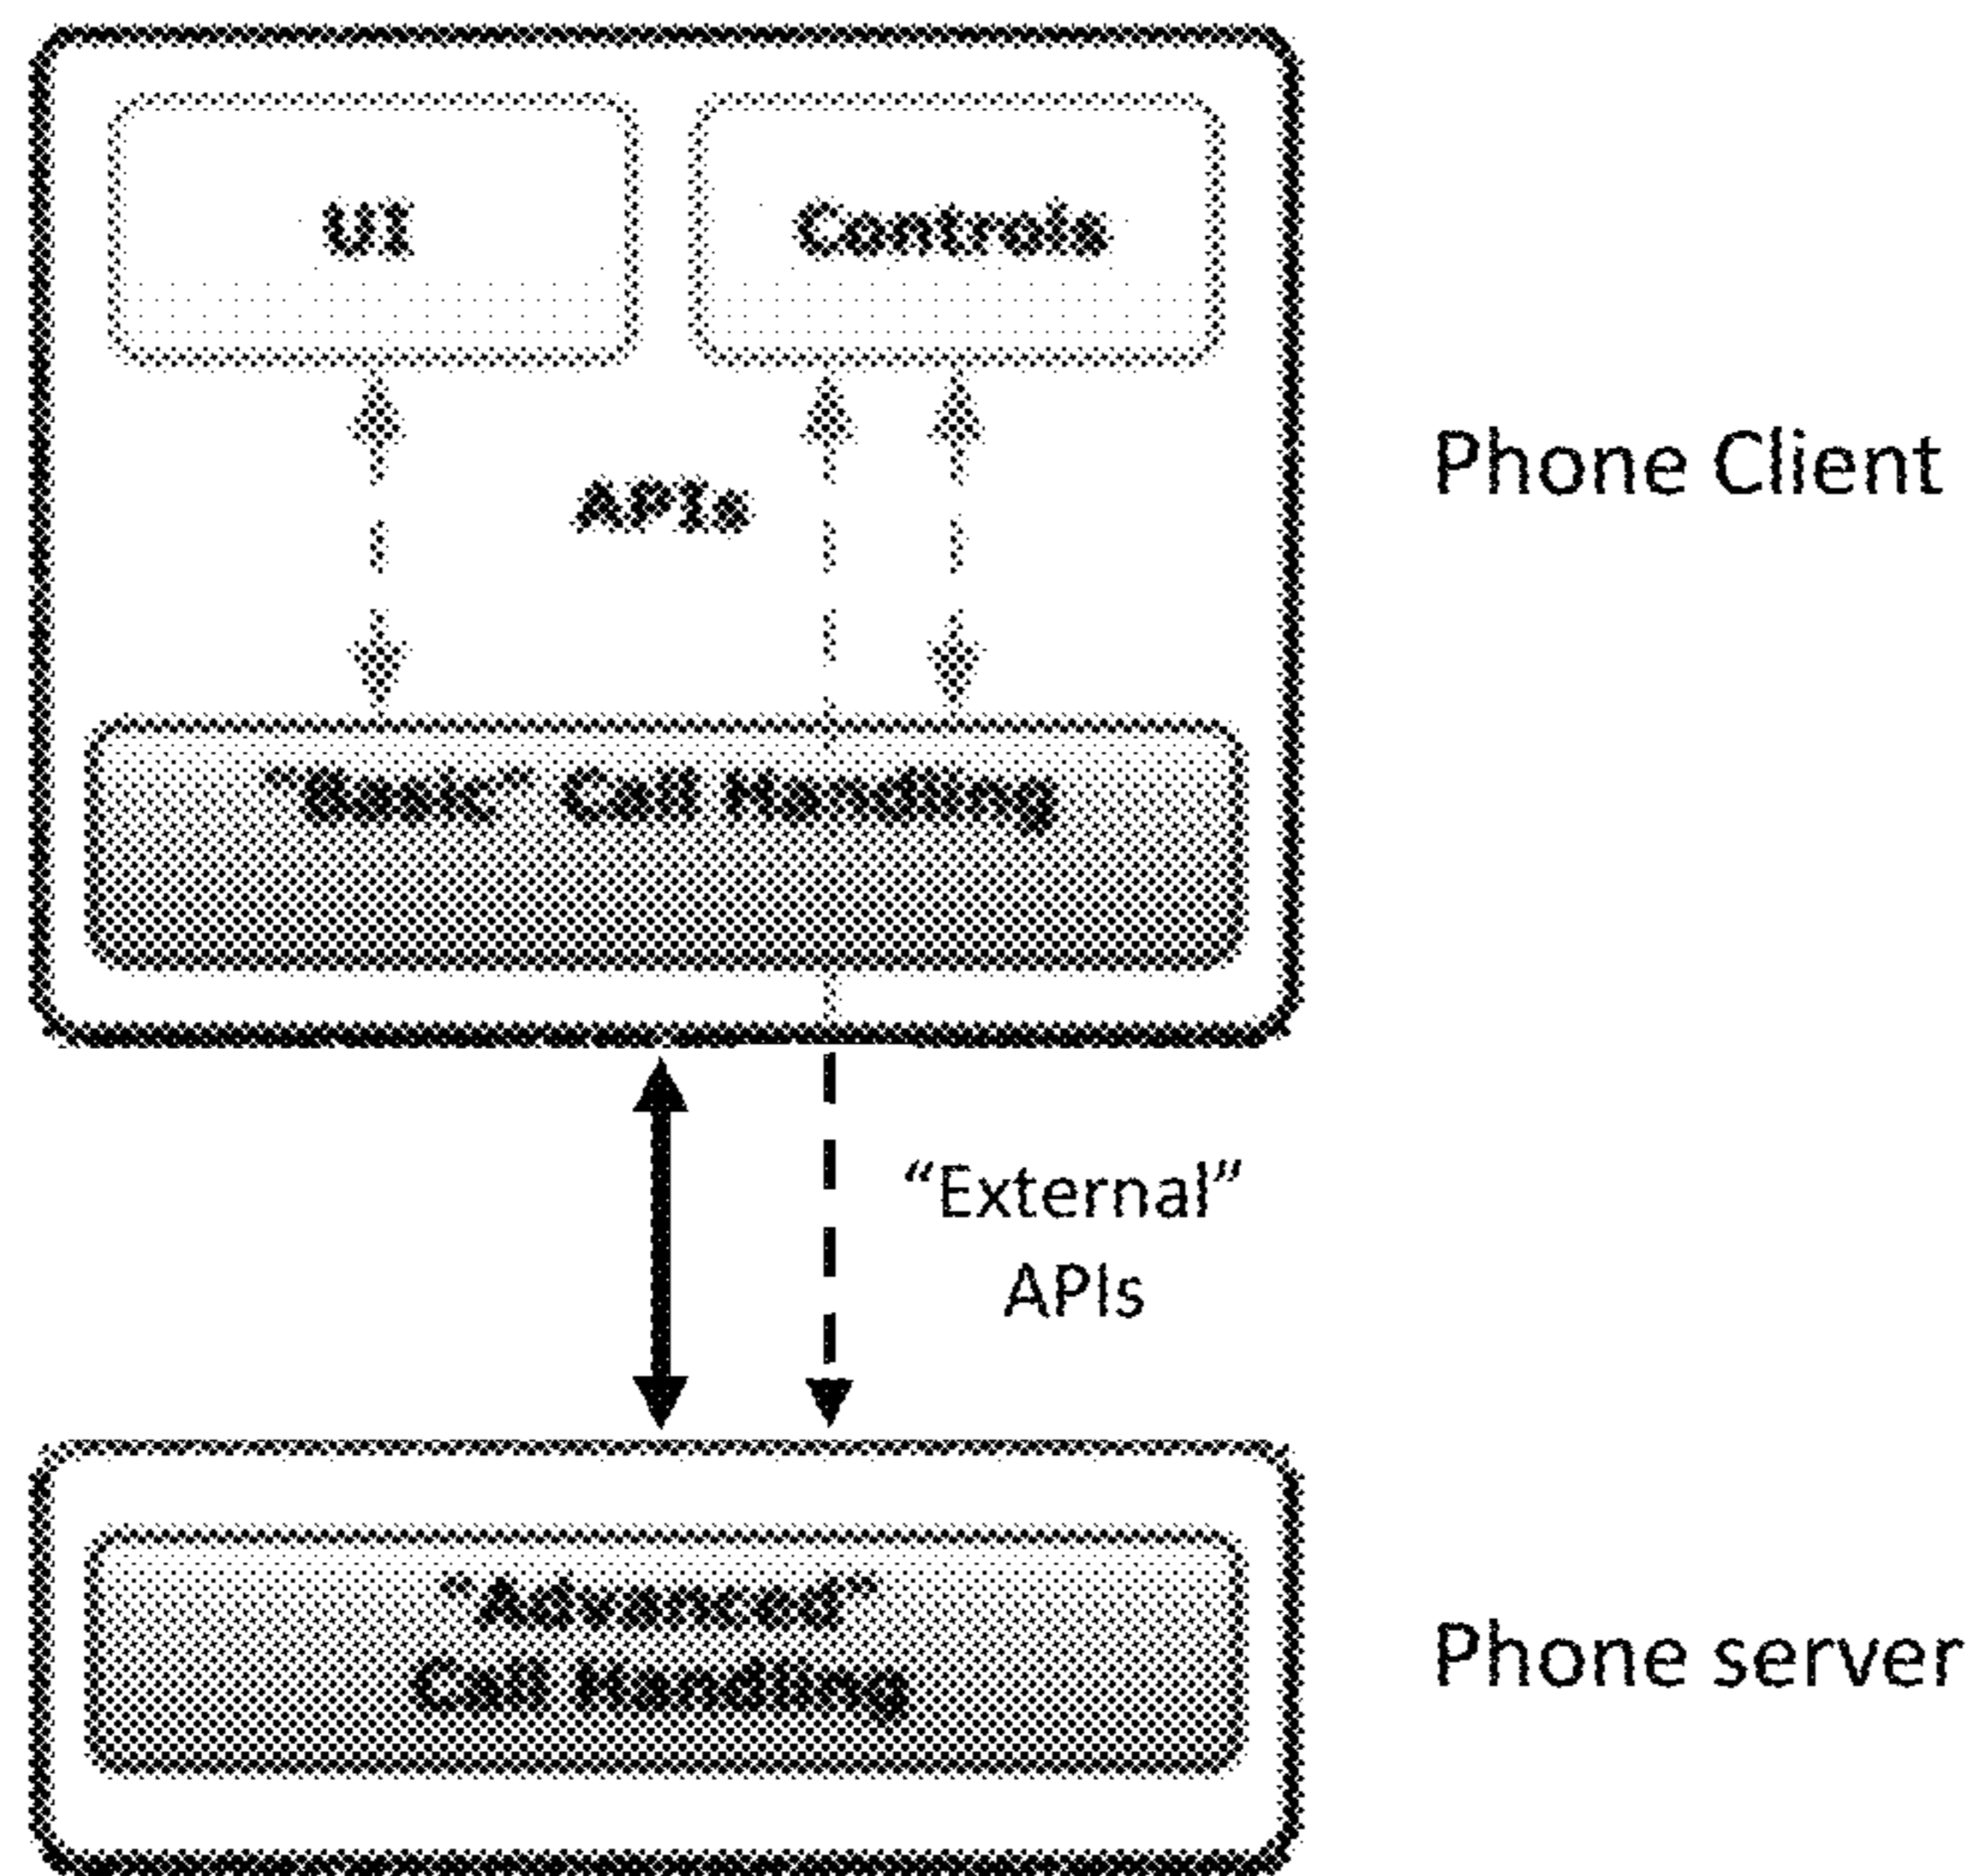 UI
Controls
Phone Client
APIs
"Basic" Call Handling
“External”
APIs
"Advanced"
Call Handling
Phone server